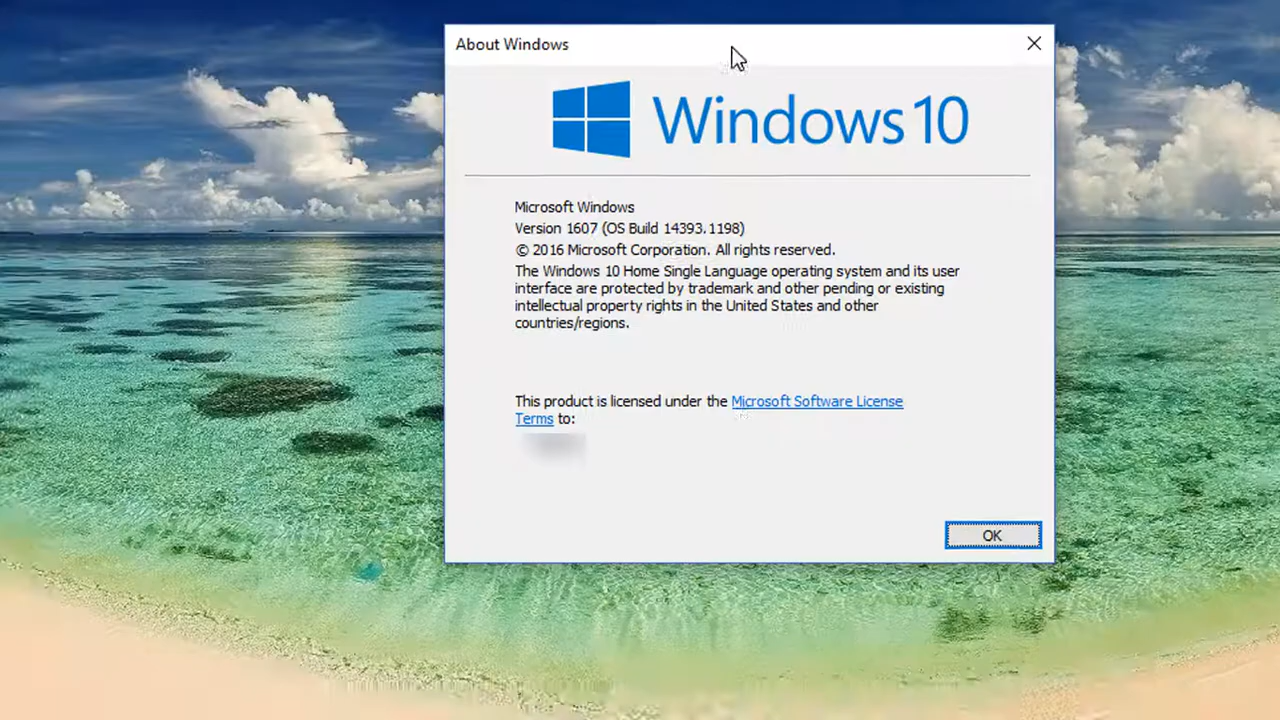 About Windows
Windows 10
Microsoft Windows
Version 1607 (OS Build 14393.1198)
© 2016 Microsoft Corporation. All rights reserved.
The Windows 10 Home Single Language operating system and its user
interface are protected by trademark and other pending or existing
intellectual property rights in the United States and other
countries/regions.
This product is licensed under the Microsoft Software License
Terms to:
OK